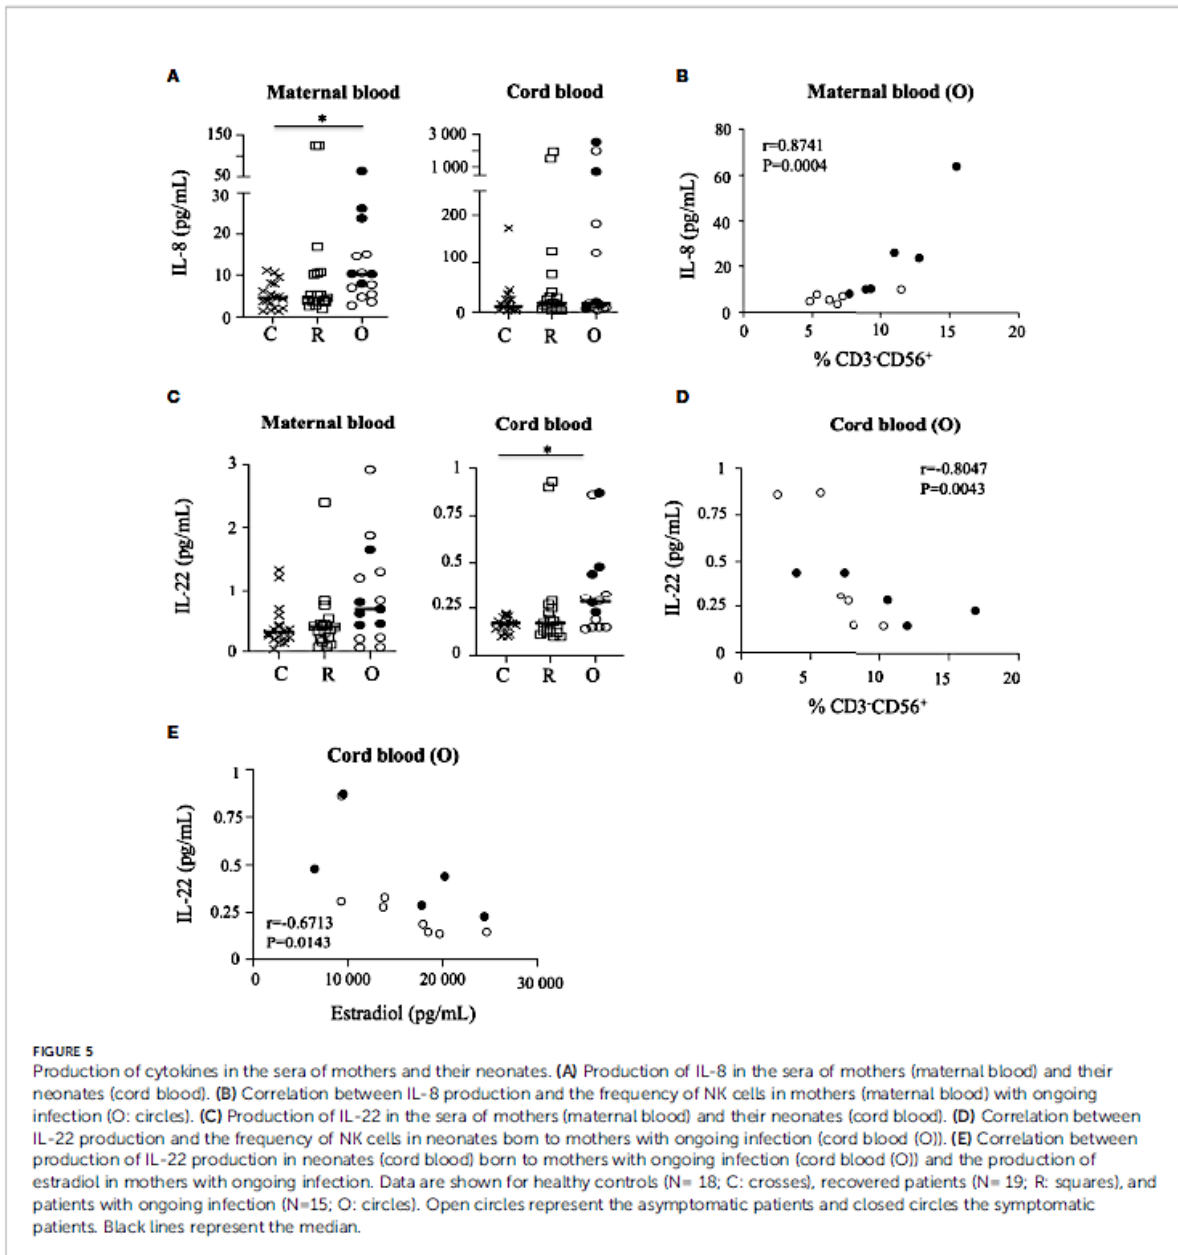 A
B
Maternal blood
Cord blood
Maternal blood (O)
*
150
50
30
20
10
0
IL-8 (pg/mL)
C R O
3 000
1 000
200
100
0
C R O
80
60
40
20
0
IL-8 (pg/mL)
r=0.8741
P=0.0004
0 5 10 15 20
% CD3-CD56+
C
D
Maternal blood
Cord blood
Cord blood (O)
*
3
2
1
0
IL-22 (pg/mL)
C R O
1
0.75
0.5
0.25
0
C R O
1
0.75
0.5
0.25
0
IL-22 (pg/mL)
r=-0.8047
P=0.0043
0 5 10 15 20
% CD3-CD56+
E
Cord blood (O)
1
0.75
0.5
0.25
0
IL-22 (pg/mL)
r=-0.6713
P=0.0143
0 10 000 20 000 30 000
Estradiol (pg/mL)
FIGURE 5
Production of cytokines in the sera of mothers and their neonates. (A) Production of IL-8 in the sera of mothers (maternal blood) and their
neonates (cord blood). (B) Correlation between IL-8 production and the frequency of NK cells in mothers (maternal blood) with ongoing
infection (O: circles). (C) Production of IL-22 in the sera of mothers (maternal blood) and their neonates (cord blood). (D) Correlation between
IL-22 production and the frequency of NK cells in neonates born to mothers with ongoing infection (cord blood (O)). (E) Correlation between
production of IL-22 production in neonates (cord blood) born to mothers with ongoing infection (cord blood (O)) and the production of
estradiol in mothers with ongoing infection. Data are shown for healthy controls (N= 18; C: crosses), recovered patients (N= 19; R: squares), and
patients with ongoing infection (N=15; O: circles). Open circles represent the asymptomatic patients and closed circles the symptomatic
patients. Black lines represent the median.